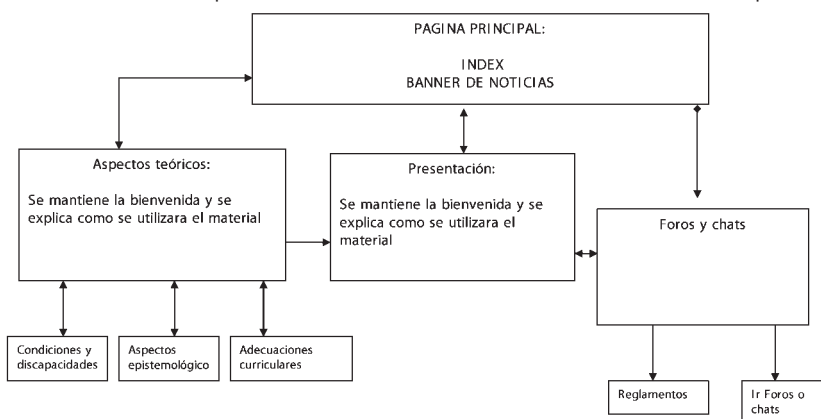 PAGINA PRINCIPAL:
INDEX
BANNER DE NOTICIAS
Aspectos teóricos:
Se mantiene la bienvenida y se
explica como se utilizara el material
Presentación:
Se mantiene la bienvenida y se
explica como se utilizara el
material
Foros y chats
Condiciones y
discapacidades
Aspectos
epistemológico
Adecuaciones
curriculares
Reglamentos
Ir Foros o
chats